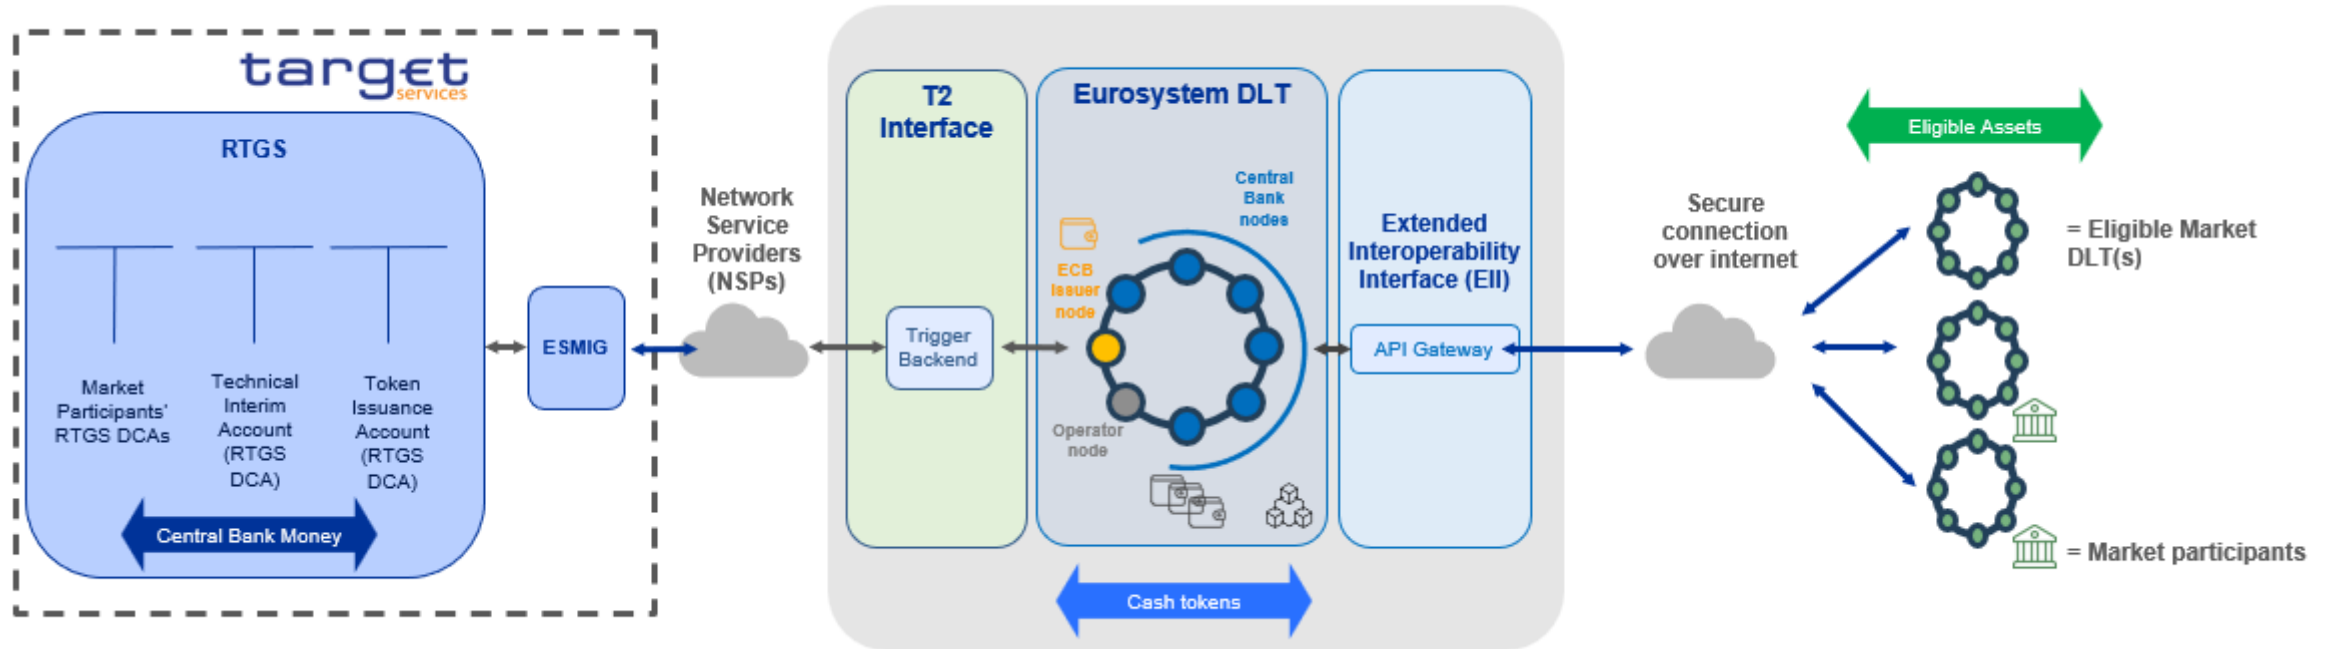 target
services
RTGS
Market
Participants'
RTGS DCAs
Technical
Interim
Account
(RTGS
DCA)
Token
Issuance
Account
(RTGS
DCA)
Central Bank Money
ESMIG
Network
Service
Providers
(NSPs)
T2
Interface
Trigger
Backend
Eurosystem DLT
Central
Bank
nodes
ECB
Issuer
node
Operator
node
Extended
Interoperability
Interface (EII)
API Gateway
Cash tokens
Secure
connection
over internet
Eligible Assets
= Eligible Market
DLT(s)
= Market participants